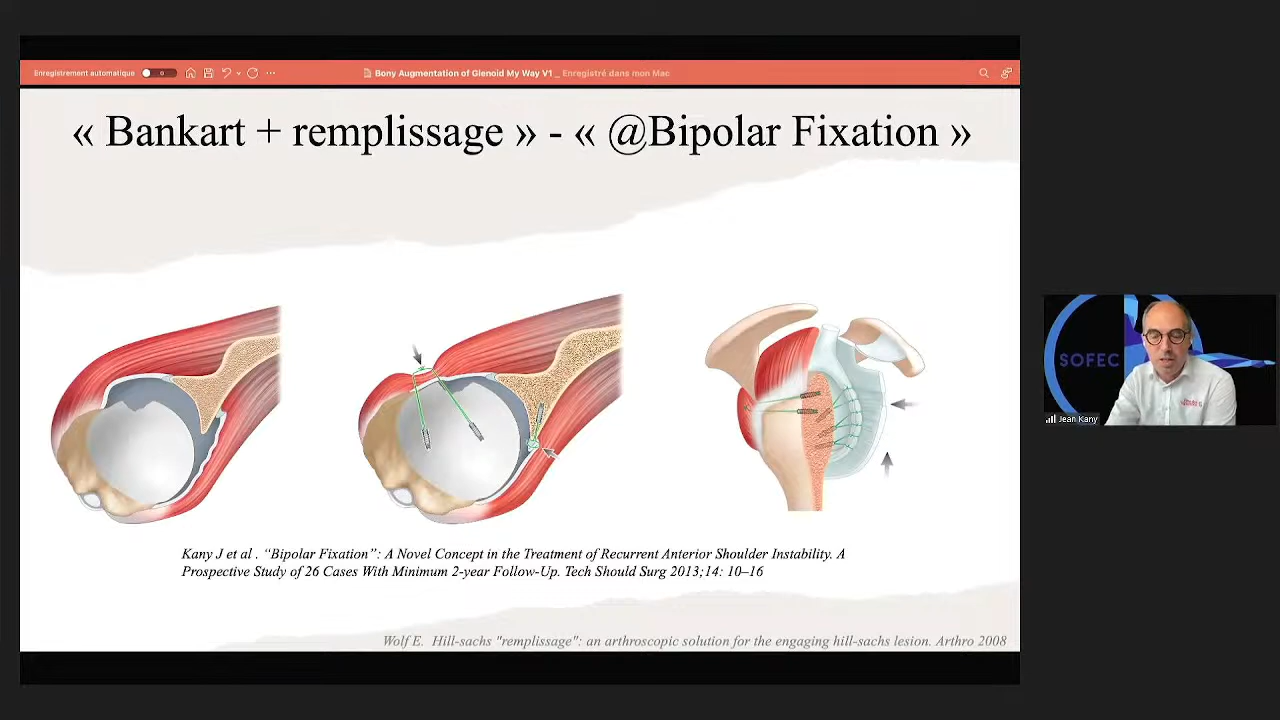 Enregistrement automatique
Bony Augmentation of Glenoid My Way V1 _ Enregistré dans mon Mac
« Bankart + remplissage » - « @Bipolar Fixation »
SOFEC
Jean Kany
Kany J et al . “Bipolar Fixation”: A Novel Concept in the Treatment of Recurrent Anterior Shoulder Instability. A
Prospective Study of 26 Cases With Minimum 2-year Follow-Up. Tech Should Surg 2013;14: 10–16
Wolf E. Hill-sachs "remplissage": an arthroscopic solution for the engaging hill-sachs lesion. Arthro 2008